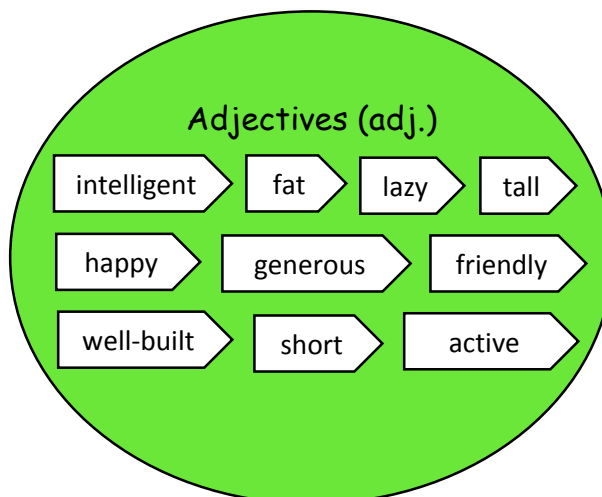 Adjectives (adj.)
intelligent fat lazy tall
happy generous friendly
well-built short active